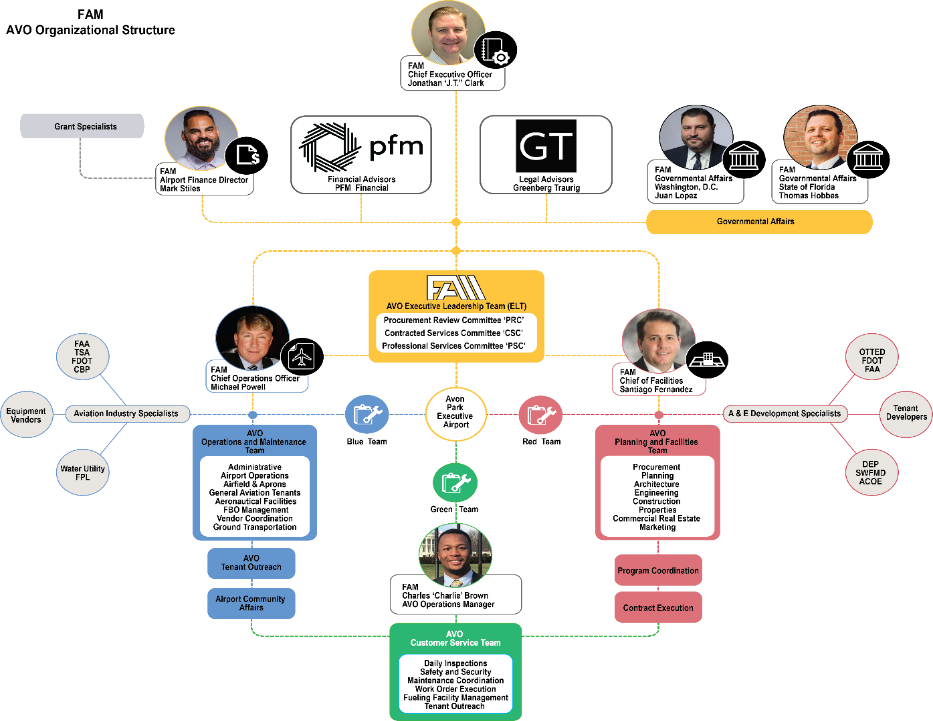 FAM
AVO Organizational Structure
FAM
Chief Executive Officer
Jonathan 'J.T." Clark
Grant Specialists
FAM
Airport Finance Director
Mark Stiles
pfm
Financial Advisors
PFM Financial
GT
Legal Advisors
Greenberg Traurig
FAM
Governmental Affairs
Washington, D.C.
Juan Lopez
FAM
Governmental Affairs
State of Florida
Thomas Hobbes
Governmental Affairs
FAM
AVO Executive Leadership Team (ELT)
Procurement Review Committee 'PRC'
Contracted Services Committee 'CSC'
Professional Services Committee 'PSC'
FAM
Chief Operations Officer
Michael Powell
FAM
Chief of Facilities
Santiago Fernandez
FAA
TSA
FDOT
CBP
Equipment
Vendors
Aviation Industry Specialists
Water Utility
FPL
Blue Team
Avon
Park
Executive
Airport
Red Team
A & E Development Specialists
OTTED
FDOT
FAA
Tenant
Developers
DEP
SWFMD
ACOE
AVO
Operations and Maintenance
Team
Administrative
Airport Operations
Airfield & Aprons
General Aviation Tenants
Aeronautical Facilities
FBO Management
Vendor Coordination
Ground Transportation
AVO
Tenant Outreach
Airport Community
Affairs
Green Team
FAM
Charles 'Charlie' Brown
AVO Operations Manager
AVO
Planning and Facilities
Team
Procurement
Planning
Architecture
Engineering
Construction
Properties
Commercial Real Estate
Marketing
Program Coordination
Contract Execution
AVO
Customer Service Team
Daily Inspections
Safety and Security
Maintenance Coordination
Work Order Execution
Fueling Facility Management
Tenant Outreach